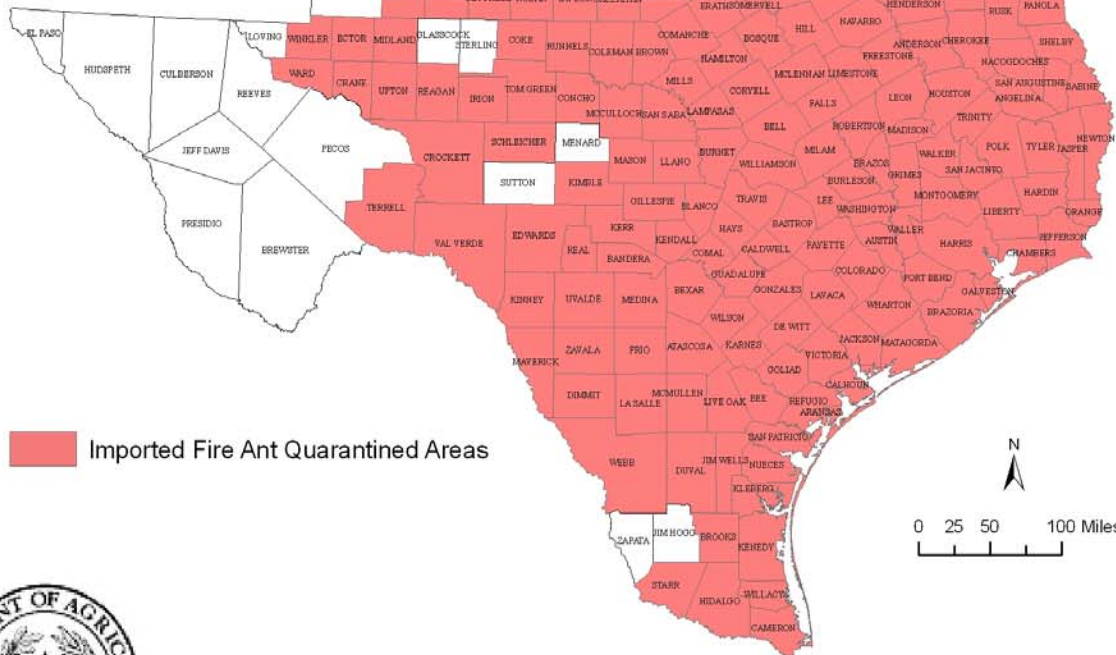 ERATH SOMERVELL HENDERSON RUSK PANOLA
EL PASO LOVING WINKLER ECTOR MIDLAND GLASSCOCK STERLING COKE RUNNELS COLEMAN BROWN COMANCHE BOSQUE HILL NAVARRO ANDERSON CHEROKEE SHELBY
HUDSPETH CULBERSON REEVES WARD CRANE UPTON REAGAN IRION TOM GREEN CONCHO MILLS HAMILTON CORYELL MCLENNAN LIMESTONE FREESTONE NACOGDOCHES SAN AUGUSTINE SABINE
MCCULLOCH SAN SABA LAMPASAS BELL FALLS LEON HOUSTON ANGELINA TRINITY
JEFF DAVIS PECOS CROCKETT SCHLEICHER MENARD MASON LLANO BURNET WILLIAMSON MILAM ROBERTSON MADISON BRAZOS WALKER SAN JACINTO POLK TYLER JASPER NEWTON
SUTTON KIMBLE BURLESON GRIMES MONTGOMERY HARDIN
PRESIDIO BREWSTER TERRELL VAL VERDE EDWARDS REAL KERR GILLESPIE BLANCO TRAVIS LEE WASHINGTON LIBERTY ORANGE
BANDERA KENDALL HAYS COMAL CALDWELL BASTROP FAYETTE AUSTIN WALLER HARRIS JEFFERSON CHAMBERS
KINNEY UVALDE MEDINA BEXAR GUADALUPE GONZALES LAVACA COLORADO FORT BEND GALVESTON
WILSON DE WITT WHARTON BRAZORIA
MAVERICK ZAVALA FRIO ATASCOSA KARNES GOLIAD VICTORIA JACKSON MATAGORDA
DIMMIT LA SALLE MCMULLEN LIVE OAK BEE REFUGIO ARANSAS CALHOUN
Imported Fire Ant Quarantined Areas
WEBB DUVAL JIM WELLS SAN PATRICIO NUECES
KLEBERG
N
0 25 50 100 Miles
ZAPATA JIM HOGG BROOKS KENEDY
STARR HIDALGO WILLACY
CAMERON
NT OF AGRIC